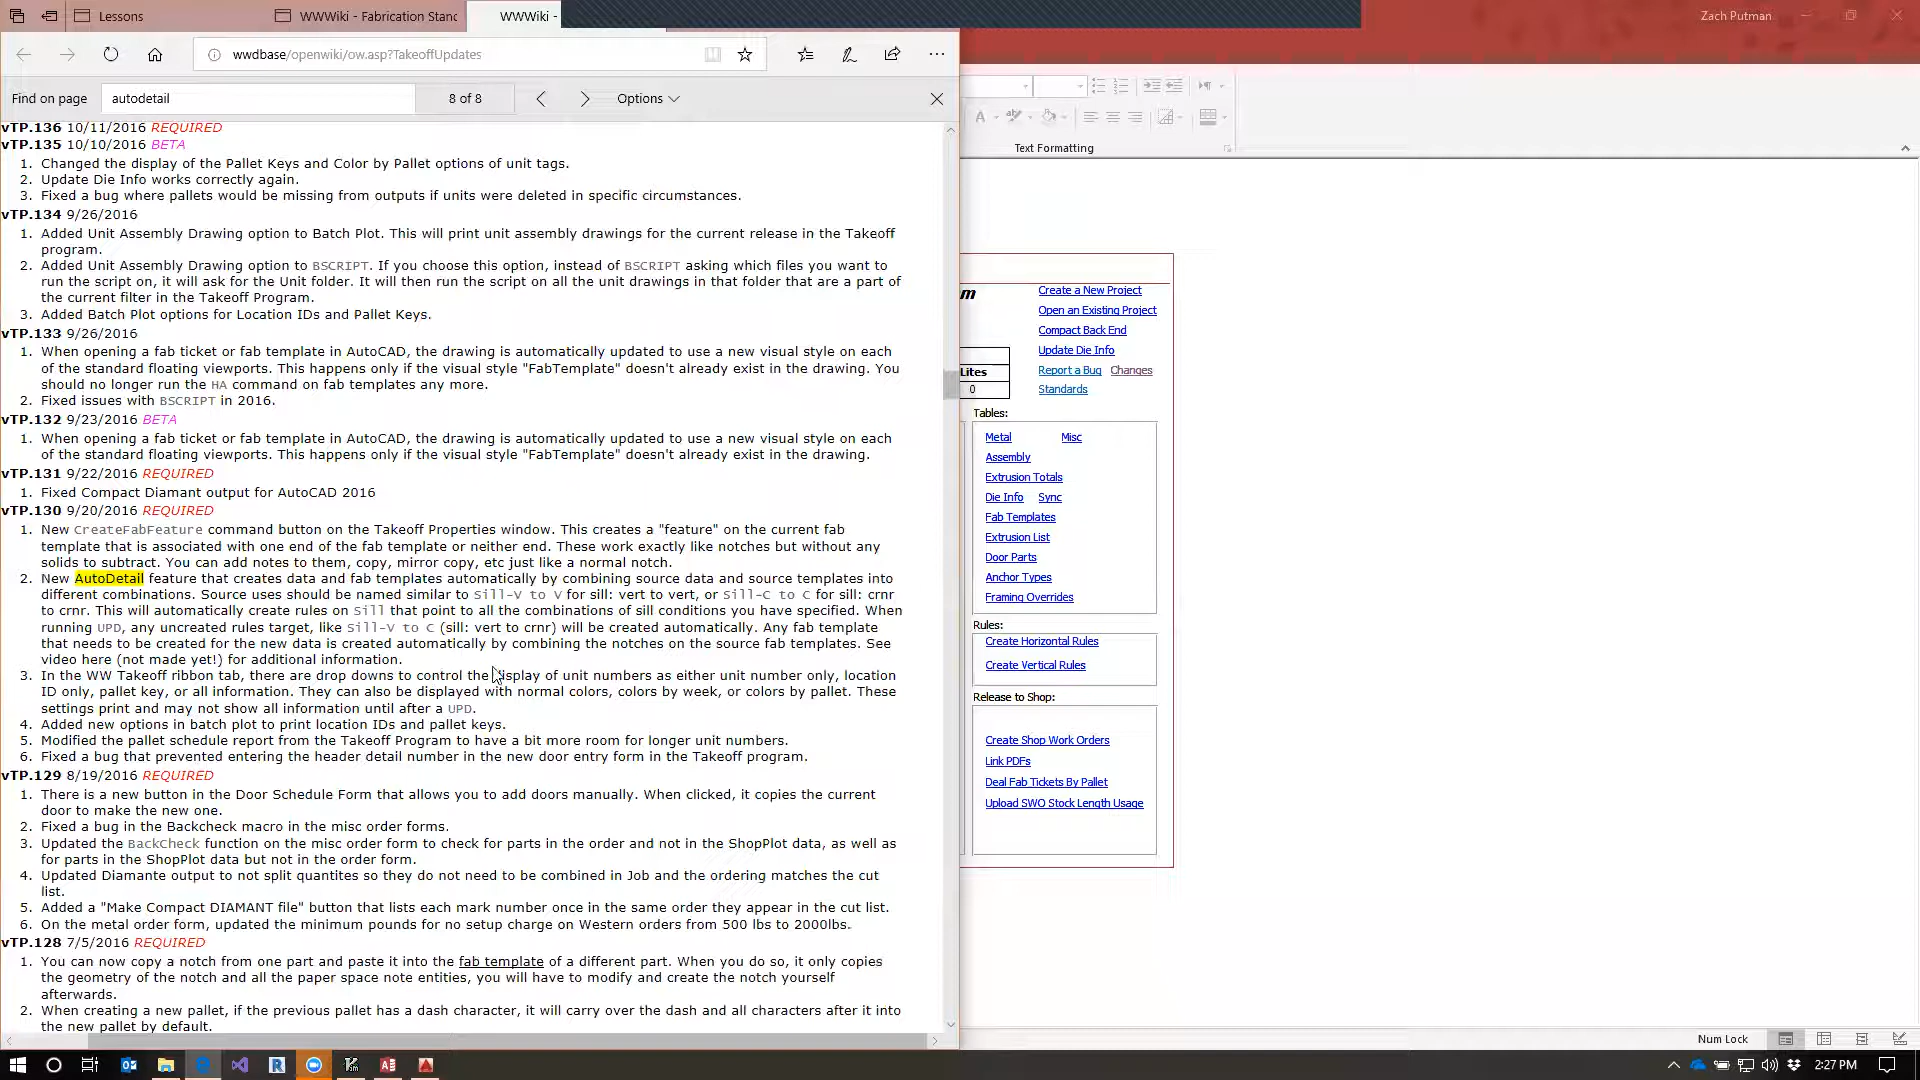 Lessons
WWWiki - Fabrication Stanc
WWWiki -
Zach Putman
wwdbase/openwiki/ow.asp?TakeoffUpdates
Find on page
autodetail
8 of 8
Options
vTP.136 10/11/2016 REQUIRED
vTP.135 10/10/2016 BETA
1. Changed the display of the Pallet Keys and Color by Pallet options of unit tags.
2. Update Die Info works correctly again.
3. Fixed a bug where pallets would be missing from outputs if units were deleted in specific circumstances.
vTP.134 9/26/2016
1. Added Unit Assembly Drawing option to Batch Plot. This will print unit assembly drawings for the current release in the Takeoff
program.
2. Added Unit Assembly Drawing option to BSCRIPT. If you choose this option, instead of BSCRIPT asking which files you want to
run the script on, it will ask for the Unit folder. It will then run the script on all the unit drawings in that folder that are a part of
the current filter in the Takeoff Program.
3. Added Batch Plot options for Location IDs and Pallet Keys.
vTP.133 9/26/2016
1. When opening a fab ticket or fab template in AutoCAD, the drawing is automatically updated to use a new visual style on each
of the standard floating viewports. This happens only if the visual style "FabTemplate" doesn't already exist in the drawing. You
should no longer run the HA command on fab templates any more.
2. Fixed issues with BSCRIPT in 2016.
vTP.132 9/23/2016 BETA
1. When opening a fab ticket or fab template in AutoCAD, the drawing is automatically updated to use a new visual style on each
of the standard floating viewports. This happens only if the visual style "FabTemplate" doesn't already exist in the drawing.
vTP.131 9/22/2016 REQUIRED
1. Fixed Compact Diamant output for AutoCAD 2016
vTP.130 9/20/2016 REQUIRED
1. New CreateFabFeature command button on the Takeoff Properties window. This creates a "feature" on the current fab
template that is associated with one end of the fab template or neither end. These work exactly like notches but without any
solids to subtract. You can add notes to them, copy, mirror copy, etc just like a normal notch.
2. New AutoDetail feature that creates data and fab templates automatically by combining source data and source templates into
different combinations. Source uses should be named similar to Sill-V to V for sill: vert to vert, or Sill-C to C for sill: crnr
to crnr. This will automatically create rules on Sill that point to all the combinations of sill conditions you have specified. When
running UPD, any uncreated rules target, like Sill-V to C (sill: vert to crnr) will be created automatically. Any fab template
that needs to be created for the new data is created automatically by combining the notches on the source fab templates. See
video here (not made yet!) for additional information.
3. In the WW Takeoff ribbon tab, there are drop downs to control the display of unit numbers as either unit number only, location
ID only, pallet key, or all information. They can also be displayed with normal colors, colors by week, or colors by pallet. These
settings print and may not show all information until after a UPD.
4. Added new options in batch plot to print location IDs and pallet keys.
5. Modified the pallet schedule report from the Takeoff Program to have a bit more room for longer unit numbers.
6. Fixed a bug that prevented entering the header detail number in the new door entry form in the Takeoff program.
vTP.129 8/19/2016 REQUIRED
1. There is a new button in the Door Schedule Form that allows you to add doors manually. When clicked, it copies the current
door to make the new one.
2. Fixed a bug in the Backcheck macro in the misc order forms.
3. Updated the BackCheck function on the misc order form to check for parts in the order and not in the ShopPlot data, as well as
for parts in the ShopPlot data but not in the order form.
4. Updated Diamante output to not split quantites so they do not need to be combined in Job and the ordering matches the cut
list.
5. Added a "Make Compact DIAMANT file" button that lists each mark number once in the same order they appear in the cut list.
6. On the metal order form, updated the minimum pounds for no setup charge on Western orders from 500 lbs to 2000lbs.
vTP.128 7/5/2016 REQUIRED
1. You can now copy a notch from one part and paste it into the fab template of a different part. When you do so, it only copies
the geometry of the notch and all the paper space note entities, you will have to modify and create the notch yourself
afterwards.
2. When creating a new pallet, if the previous pallet has a dash character, it will carry over the dash and all characters after it into
the new pallet by default.
Text Formatting
m
Lites
0
Create a New Project
Open an Existing Project
Compact Back End
Update Die Info
Report a Bug Changes
Standards
Tables:
Metal Misc
Assembly
Extrusion Totals
Die Info Sync
Fab Templates
Extrusion List
Door Parts
Anchor Types
Framing Overrides
Rules:
Create Horizontal Rules
Create Vertical Rules
Release to Shop:
Create Shop Work Orders
Link PDFs
Deal Fab Tickets By Pallet
Upload SWO Stock Length Usage
Num Lock
2:27 PM